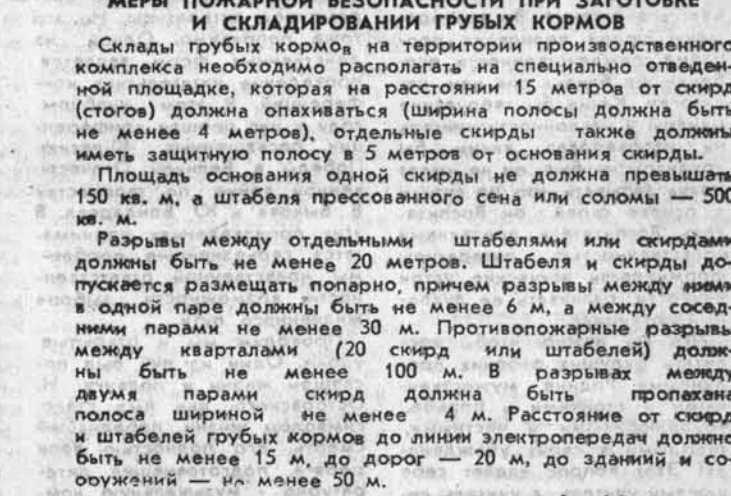 МЕРЫ ПОЖАРНОЙ БЕЗОПАСНОСТИ ПРИ ЗАГОТОВКЕ
И СКЛАДИРОВАНИИ ГРУБЫХ КОРМОВ
Склады грубых кормов на территории производственного
комплекса необходимо располагать на специально отведен-
ной площадке, которая на расстоянии 15 метров от скирд
(стогов) должна опахиваться (ширина полосы должна быть
не менее 4 метров), отдельные скирды также должны
иметь защитную полосу в 5 метров от основания скирды.
Площадь основания одной скирды не должна превышать
150 кв. м, а штабеля прессованного сена или соломы — 500
кв. м.
Разрывы между отдельными штабелями или скирдами
должны быть не менее 20 метров. Штабеля и скирды до-
пускается размещать попарно, причем разрывы между ними
в одной паре должны быть не менее 6 м, а между сосед-
ними парами не менее 30 м. Противопожарные разрывы
между кварталами (20 скирд или штабелей) долж-
ны быть не менее 100 м. В разрывах между
двумя парами скирд должна быть пропахана
полоса шириной не менее 4 м. Расстояние от скирд
и штабелей грубых кормов до линии электропередач должно
быть не менее 15 м, до дорог — 20 м, до зданий и со-
оружений — не менее 50 м.